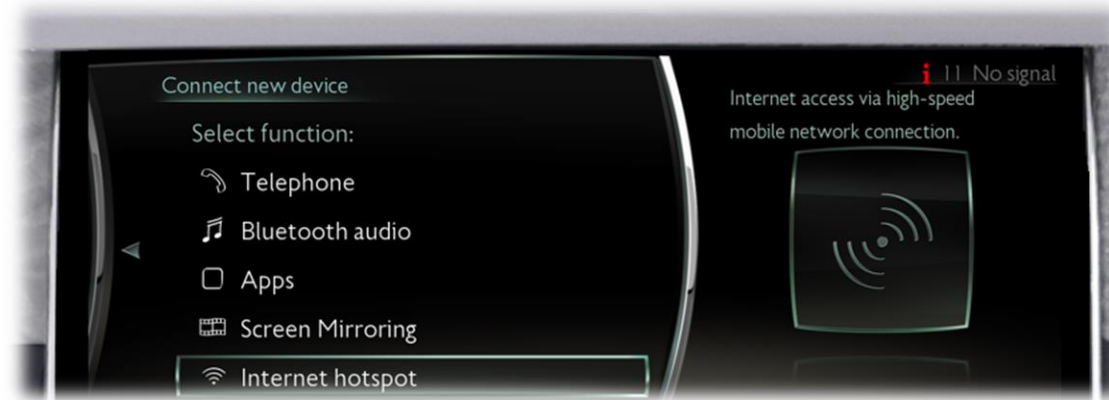 Connect new device
Select function:
Telephone
Bluetooth audio
Apps
Screen Mirroring
Internet hotspot
i 11 No signal
Internet access via high-speed
mobile network connection.